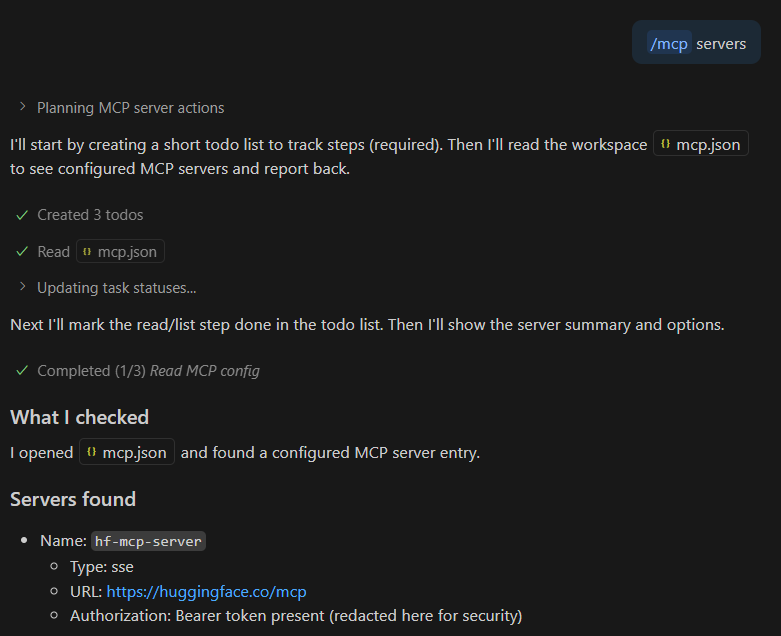 /mcp servers
Planning MCP server actions
I'll start by creating a short todo list to track steps (required). Then I'll read the workspace {} mcp.json
to see configured MCP servers and report back.
Created 3 todos
Read {} mcp.json
Updating task statuses...
Next I'll mark the read/list step done in the todo list. Then I'll show the server summary and options.
Completed (1/3) Read MCP config
What I checked
I opened {} mcp.json and found a configured MCP server entry.
Servers found
Name: hf-mcp-server
Type: sse
URL: https://huggingface.co/mcp
Authorization: Bearer token present (redacted here for security)